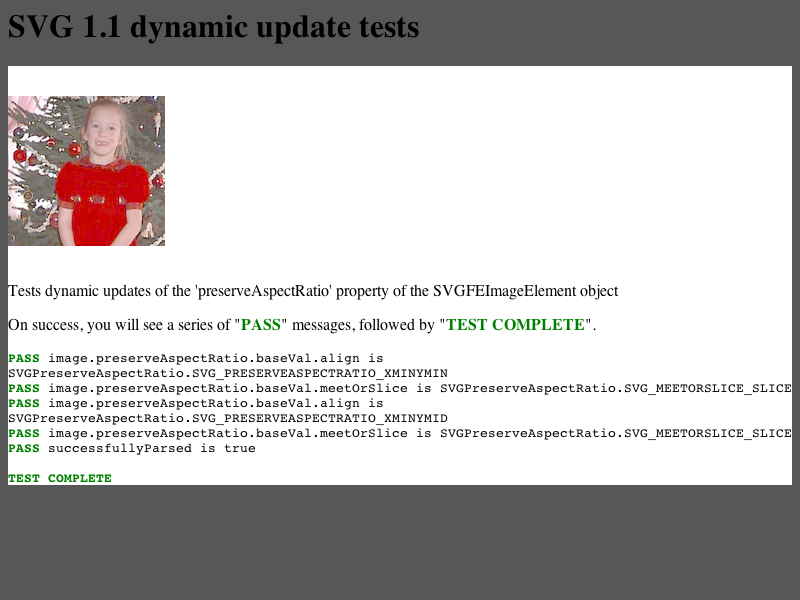 SVG 1.1 dynamic update tests
Tests dynamic updates of the 'preserveAspectRatio' property of the SVGFEImageElement object
On success, you will see a series of "PASS" messages, followed by "TEST COMPLETE".
PASS image.preserveAspectRatio.baseVal.align is
SVGPreserveAspectRatio.SVG_PRESERVEASPECTRATIO_XMINYMIN
PASS image.preserveAspectRatio.baseVal.meetOrSlice is SVGPreserveAspectRatio.SVG_MEETORSLICE_SLICE
PASS image.preserveAspectRatio.baseVal.align is
SVGPreserveAspectRatio.SVG_PRESERVEASPECTRATIO_XMINYMID
PASS image.preserveAspectRatio.baseVal.meetOrSlice is SVGPreserveAspectRatio.SVG_MEETORSLICE_SLICE
PASS successfullyParsed is true
TEST COMPLETE